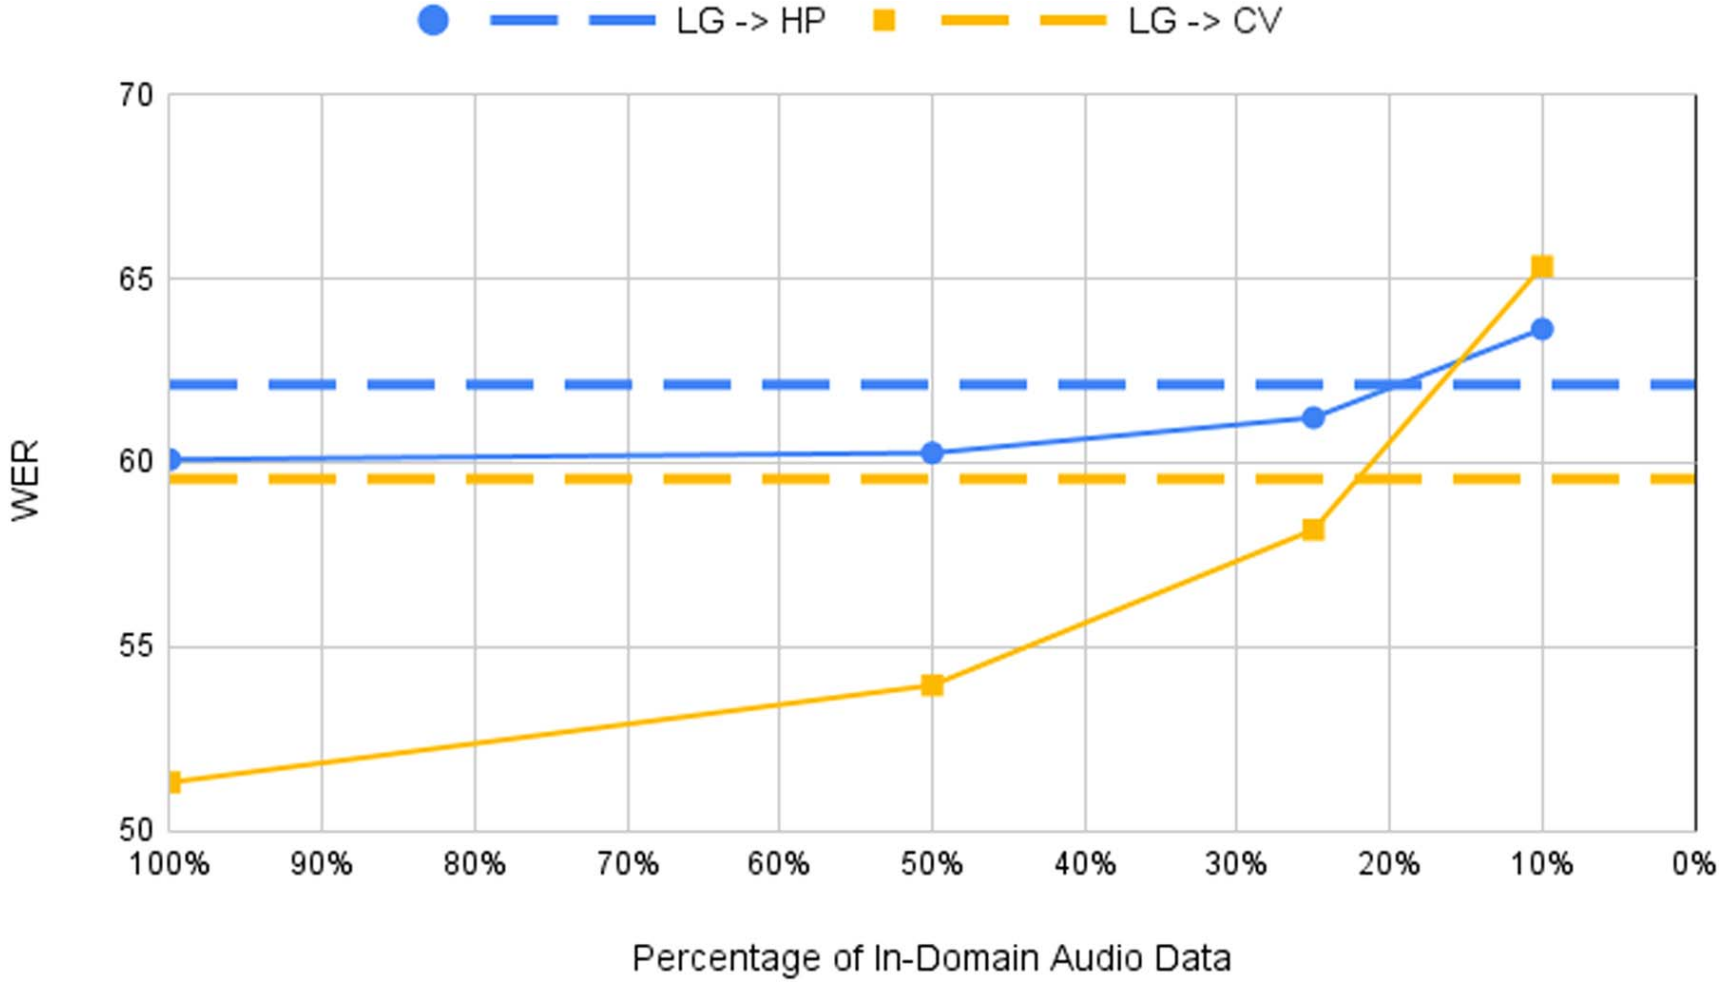 LG -> HP LG -> CV
70
65
60
55
50
WER
100% 90% 80% 70% 60% 50% 40% 30% 20% 10% 0%
Percentage of In-Domain Audio Data